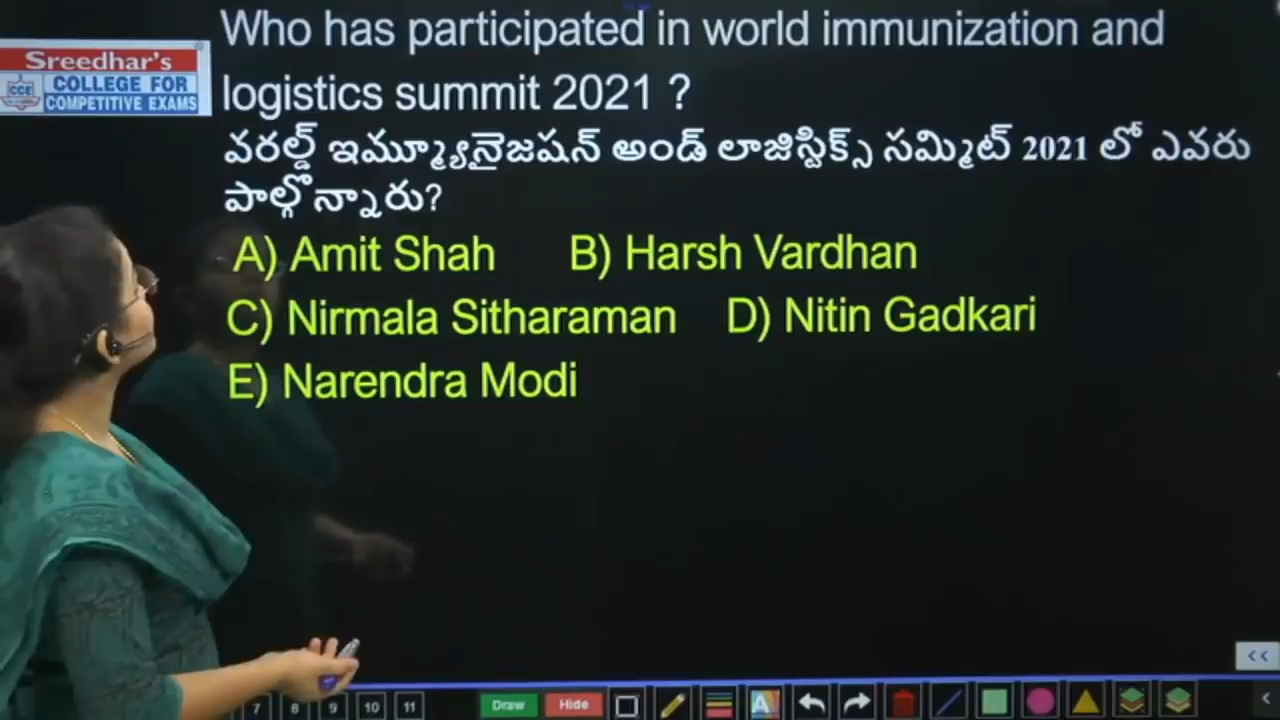 Who has participated in world immunization and
logistics summit 2021 ?
వరల్డ్ ఇమ్మ్యూనైజషన్ అండ్ లాజిస్టిక్స్ సమ్మిట్ 2021 లో ఎవరు
పాల్గొన్నారు?
A) Amit Shah B) Harsh Vardhan
C) Nirmala Sitharaman D) Nitin Gadkari
E) Narendra Modi
Sreedhar's
CCE
COLLEGE FOR
COMPETITIVE EXAMS
<<
7 8 9 10 11 Draw Hide A <